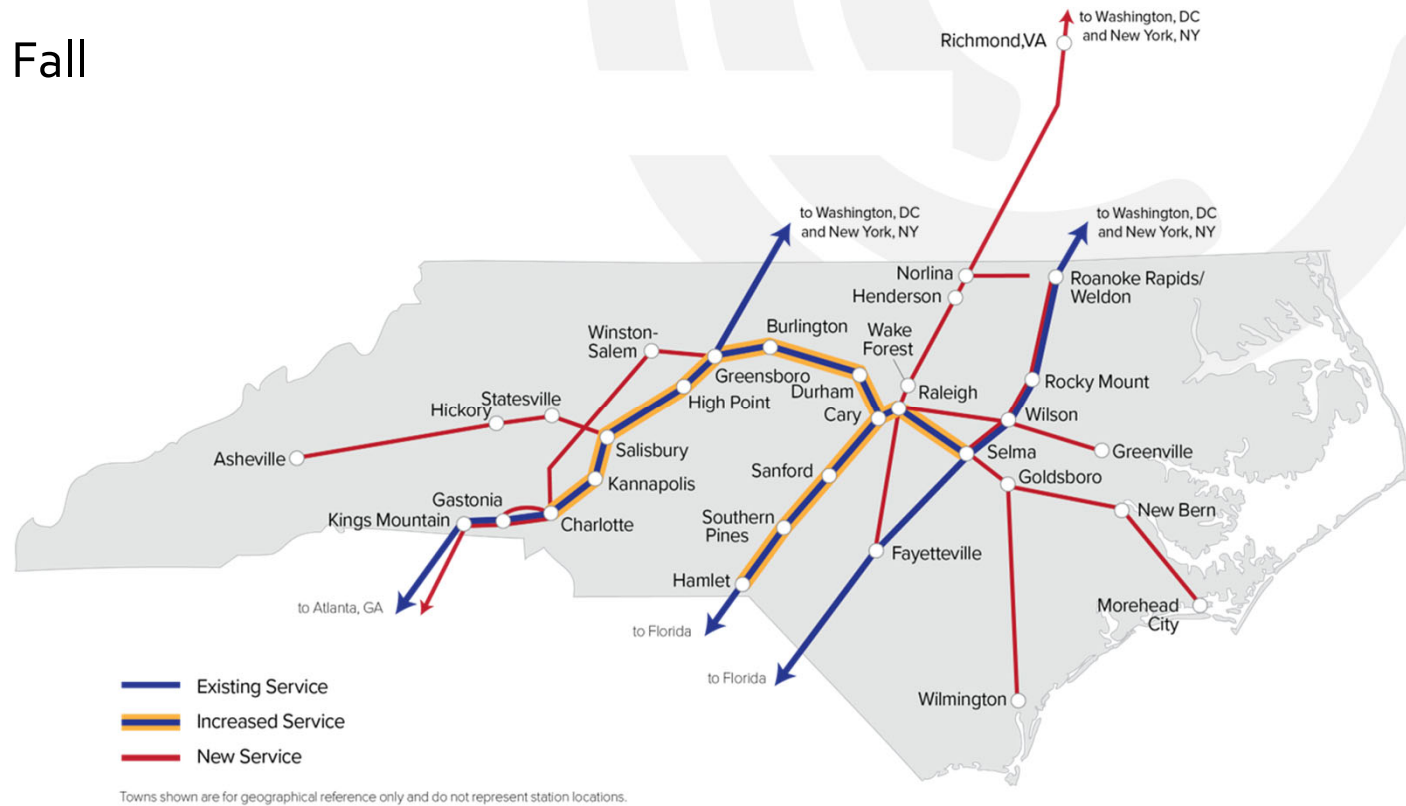 Fall
to Washington, DC
and New York, NY
Richmond,VA
to Washington, DC
and New York, NY
to Washington, DC
and New York, NY
Norlina
Henderson
Roanoke Rapids/
Weldon
Winston-
Salem
Burlington
Wake
Forest
Greensboro
Durham
High Point
Raleigh
Rocky Mount
Statesville
Hickory
Cary
Wilson
Asheville
Salisbury
Selma
Greenville
Kannapolis
Sanford
Goldsboro
Gastonia
Kings Mountain
Charlotte
Southern
Pines
New Bern
Fayetteville
Hamlet
to Atlanta, GA
Morehead
City
to Florida
to Florida
Wilmington
Existing Service
Increased Service
New Service
Towns shown are for geographical reference only and do not represent station locations.